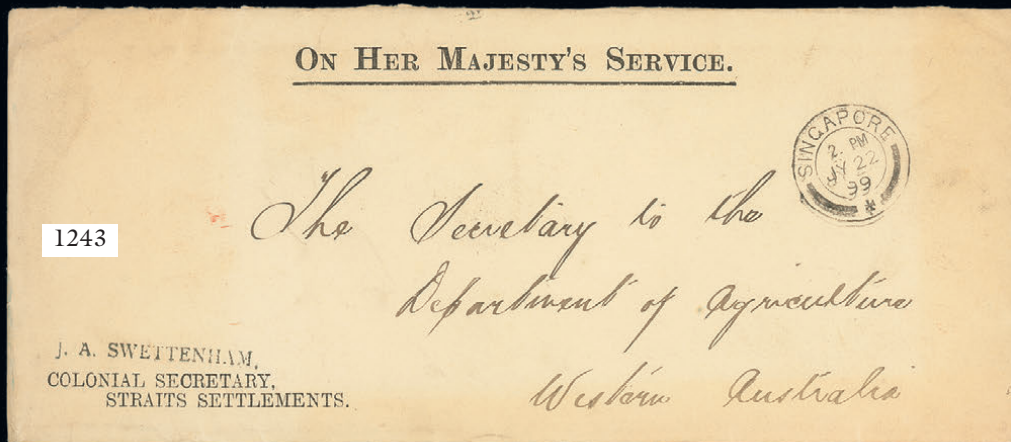 ON HER MAJESTY'S SERVICE.
SINGAPORE
2. PM
JY 22
99
The Secretary to the
1243
Department of Agriculture
J. A. SWETTENHAM,
COLONIAL SECRETARY,
STRAITS SETTLEMENTS.
Western Australia